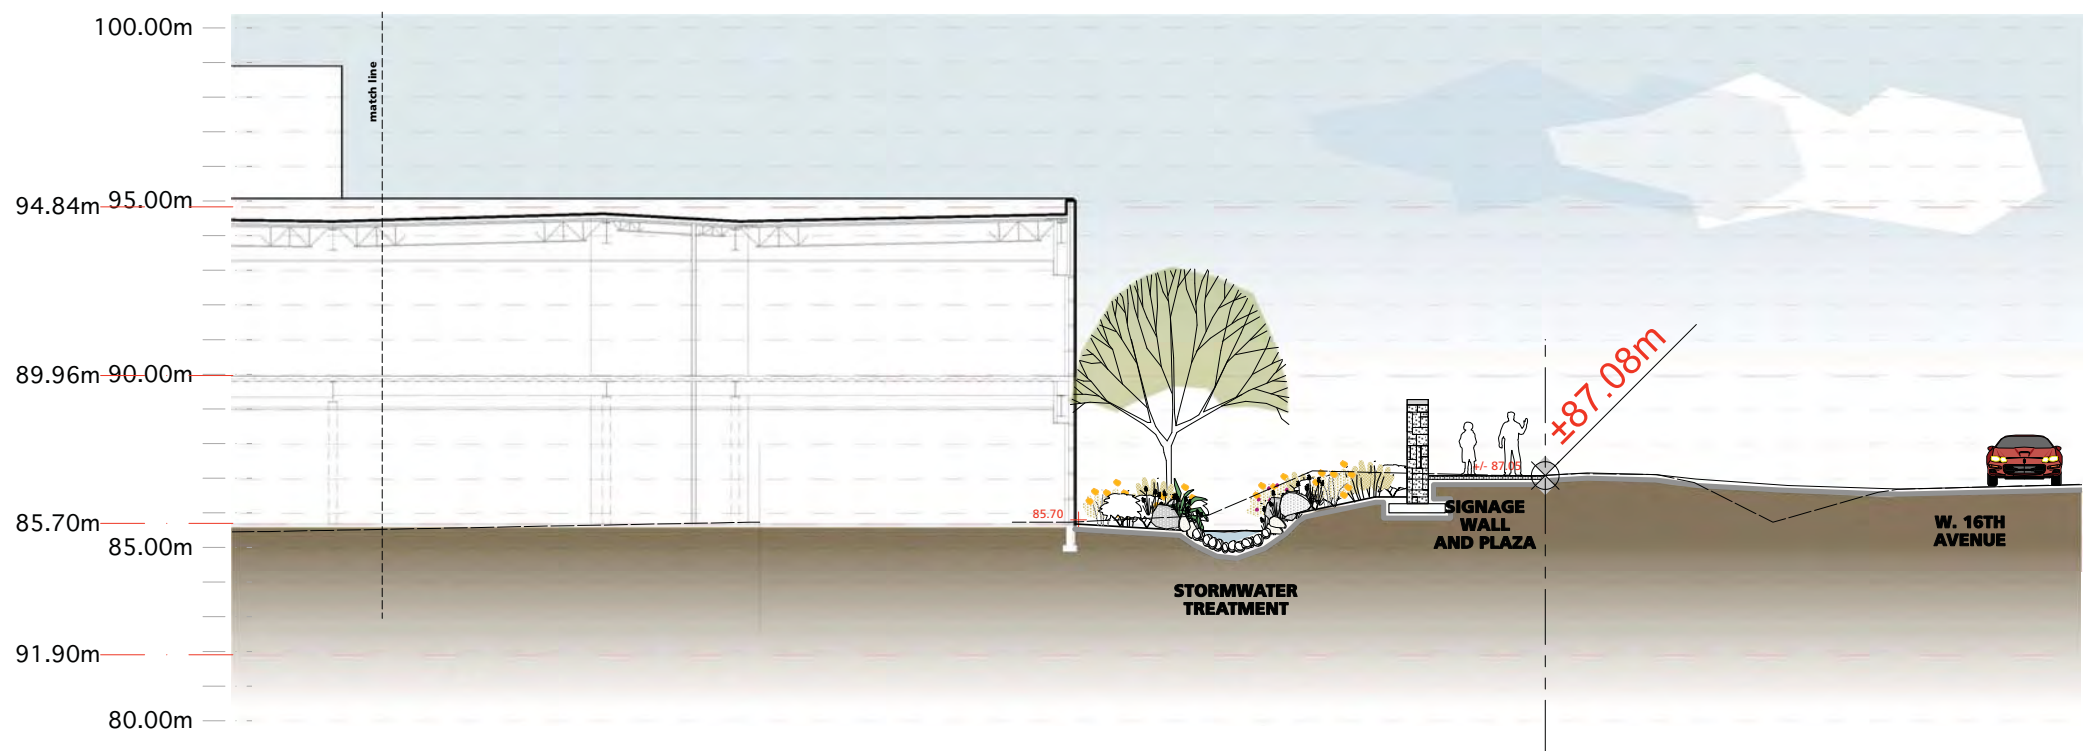 100.00m
match line
94.84m
95.00m
89.96m
90.00m
±87.08m
+/- 87.05
85.70m
85.70
85.00m
SIGNAGE
WALL
AND PLAZA
W. 16TH
AVENUE
STORMWATER
TREATMENT
91.90m
80.00m